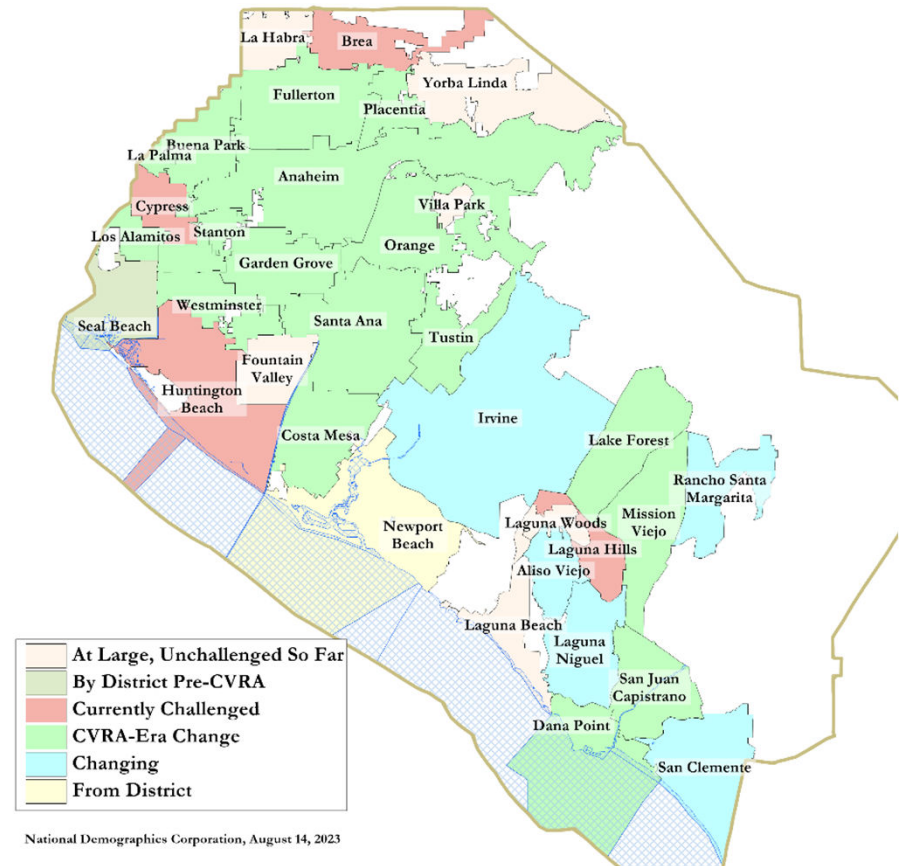 La Habra
Brea
Yorba Linda
Fullerton
Placentia
Buena Park
La Palma
Anaheim
Cypress
Villa Park
Stanton
Los Alamitos
Orange
Garden Grove
Westminster
Seal Beach
Santa Ana
Tustin
Fountain
Valley
Huntington
Beach
Irvine
Costa Mesa
Lake Forest
Rancho Santa
Margarita
Mission
Viejo
Newport
Beach
Laguna Woods
Laguna Hills
Aliso Viejo
Laguna Beach
Laguna
Niguel
San Juan
Capistrano
Dana Point
San Clemente
At Large, Unchallenged So Far
By District Pre-CVRA
Currently Challenged
CVRA-Era Change
Changing
From District
National Demographics Corporation, August 14, 2023